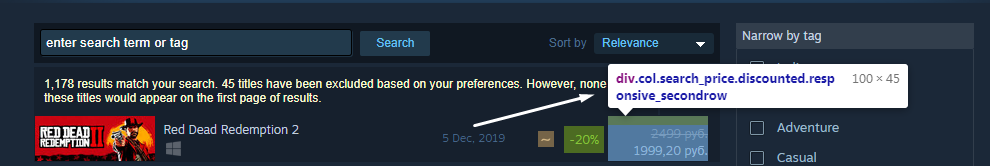 enter search term or tag
Search
Sort by
Relevance
Narrow by tag
1,178 results match your search. 45 titles have been excluded based on your preferences. However, none
these titles would appear on the first page of results.
div.col.search_price.discounted.resp
onsive_secondrow
100 × 45
RED DEAD
REDEMPTION II
Red Dead Redemption 2
5 Dec, 2019
-20%
2499 руб.
1999,20 руб.
Adventure
Casual